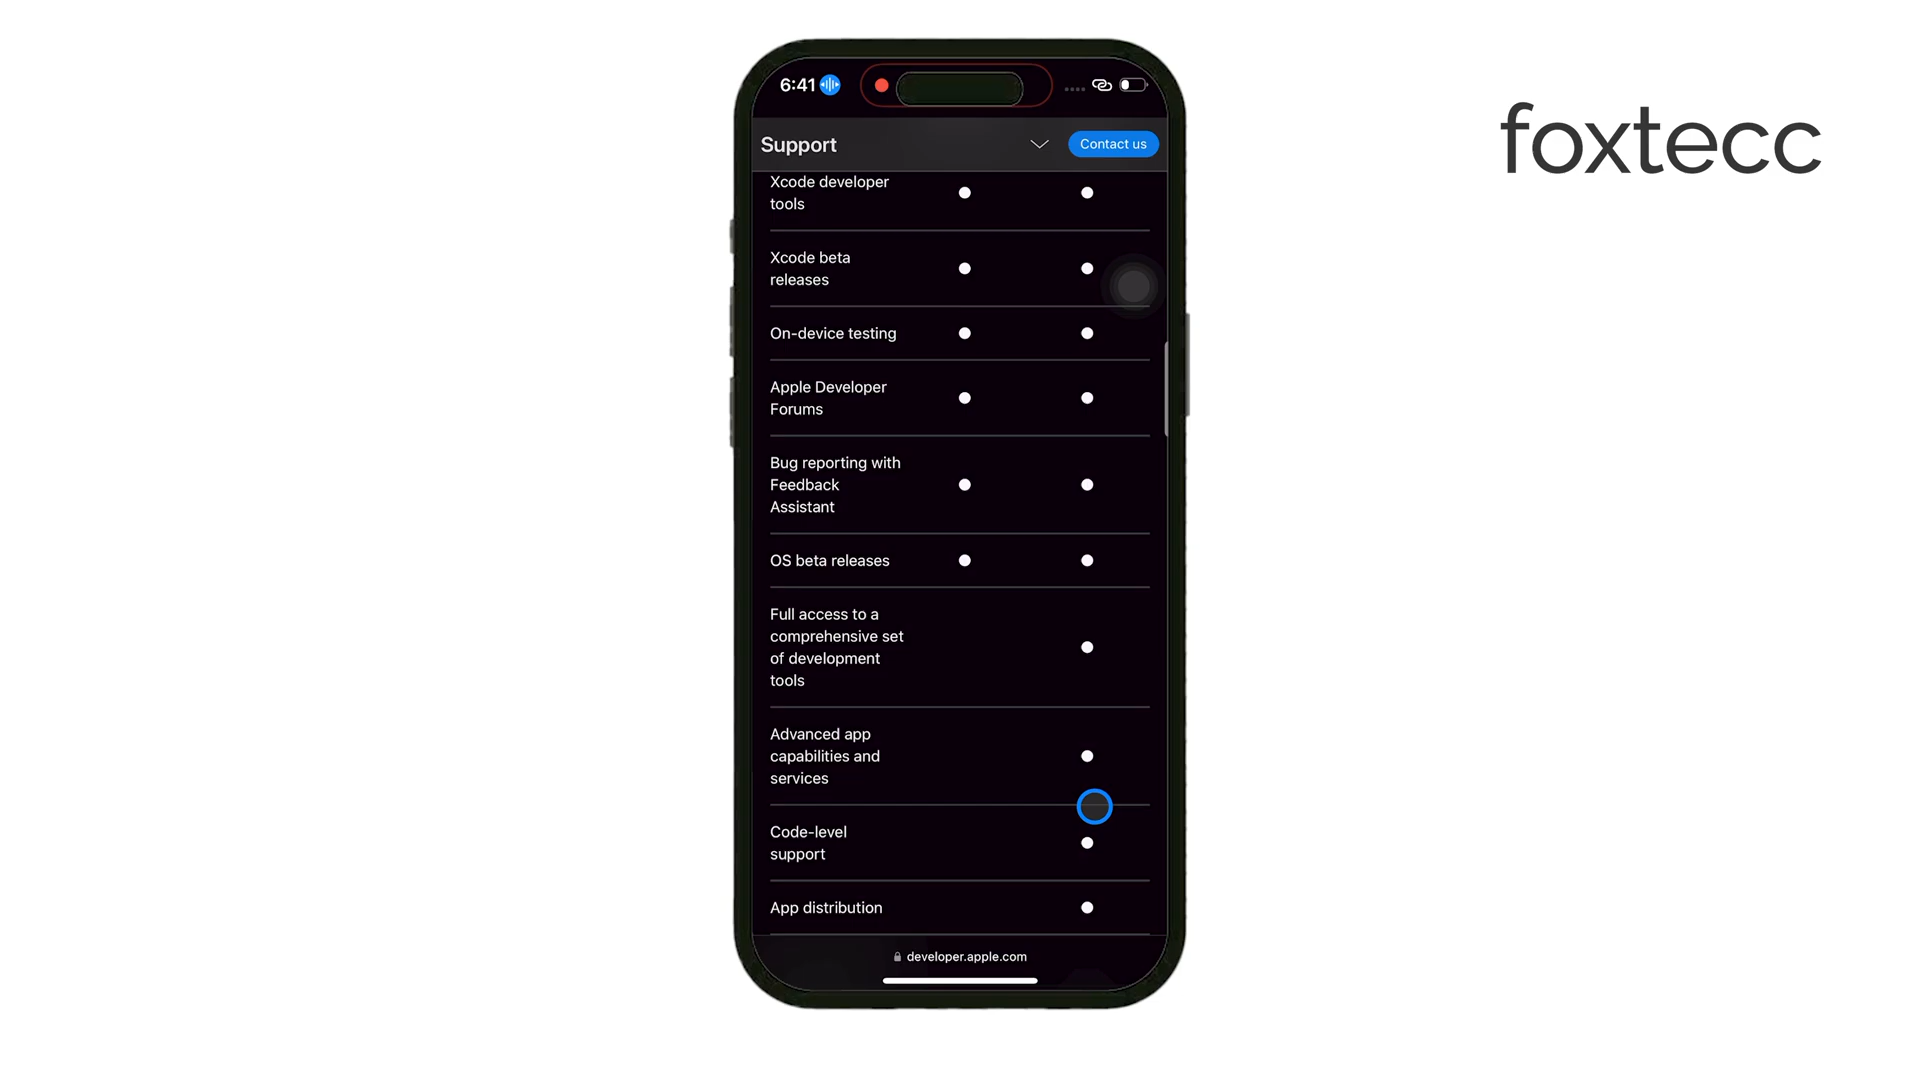 foxtecc
6:41
Support
Contact us
Xcode developer
tools
Xcode beta
releases
On-device testing
Apple Developer
Forums
Bug reporting with
Feedback
Assistant
OS beta releases
Full access to a
comprehensive set
of development
tools
Advanced app
capabilities and
services
Code-level
support
App distribution
developer.apple.com